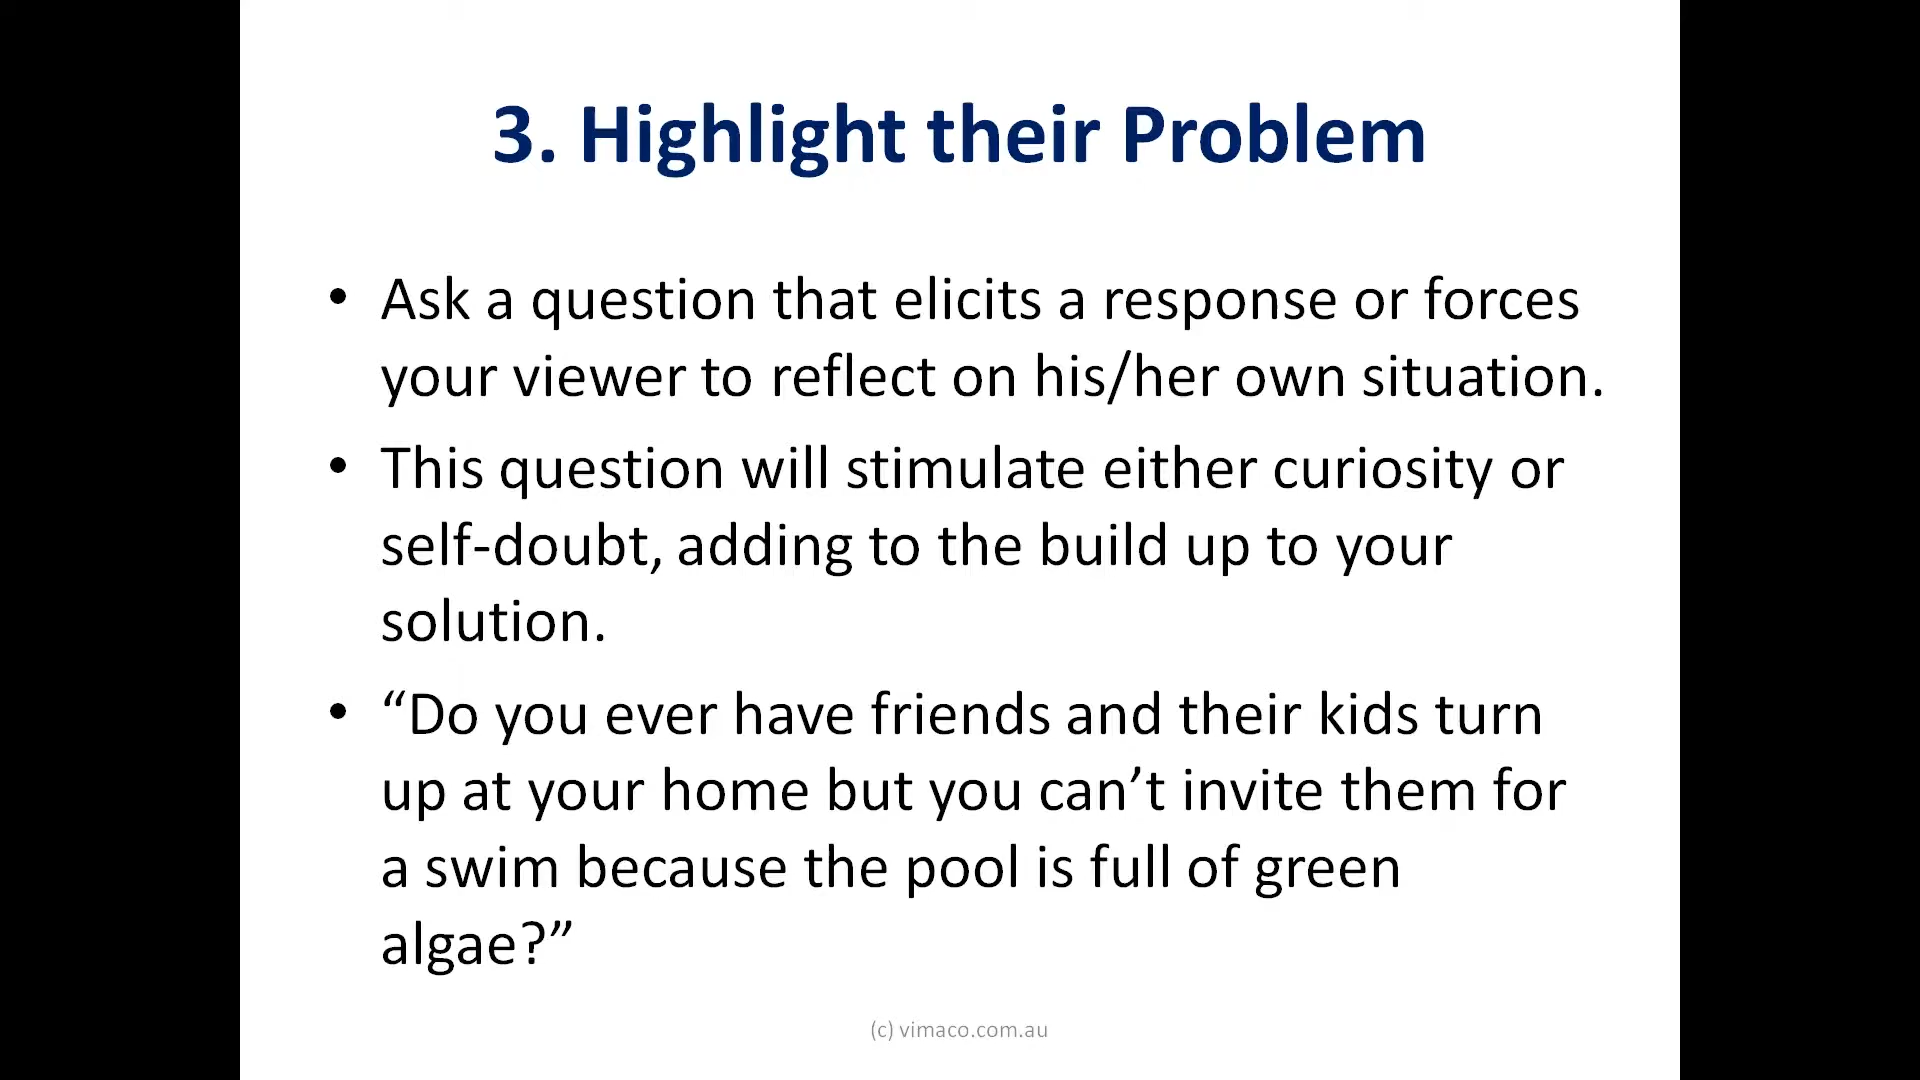 3. Highlight their Problem
• Ask a question that elicits a response or forces
your viewer to reflect on his/her own situation.
• This question will stimulate either curiosity or
self-doubt, adding to the build up to your
solution.
• “Do you ever have friends and their kids turn
up at your home but you can’t invite them for
a swim because the pool is full of green
algae?”
(c) vimaco.com.au